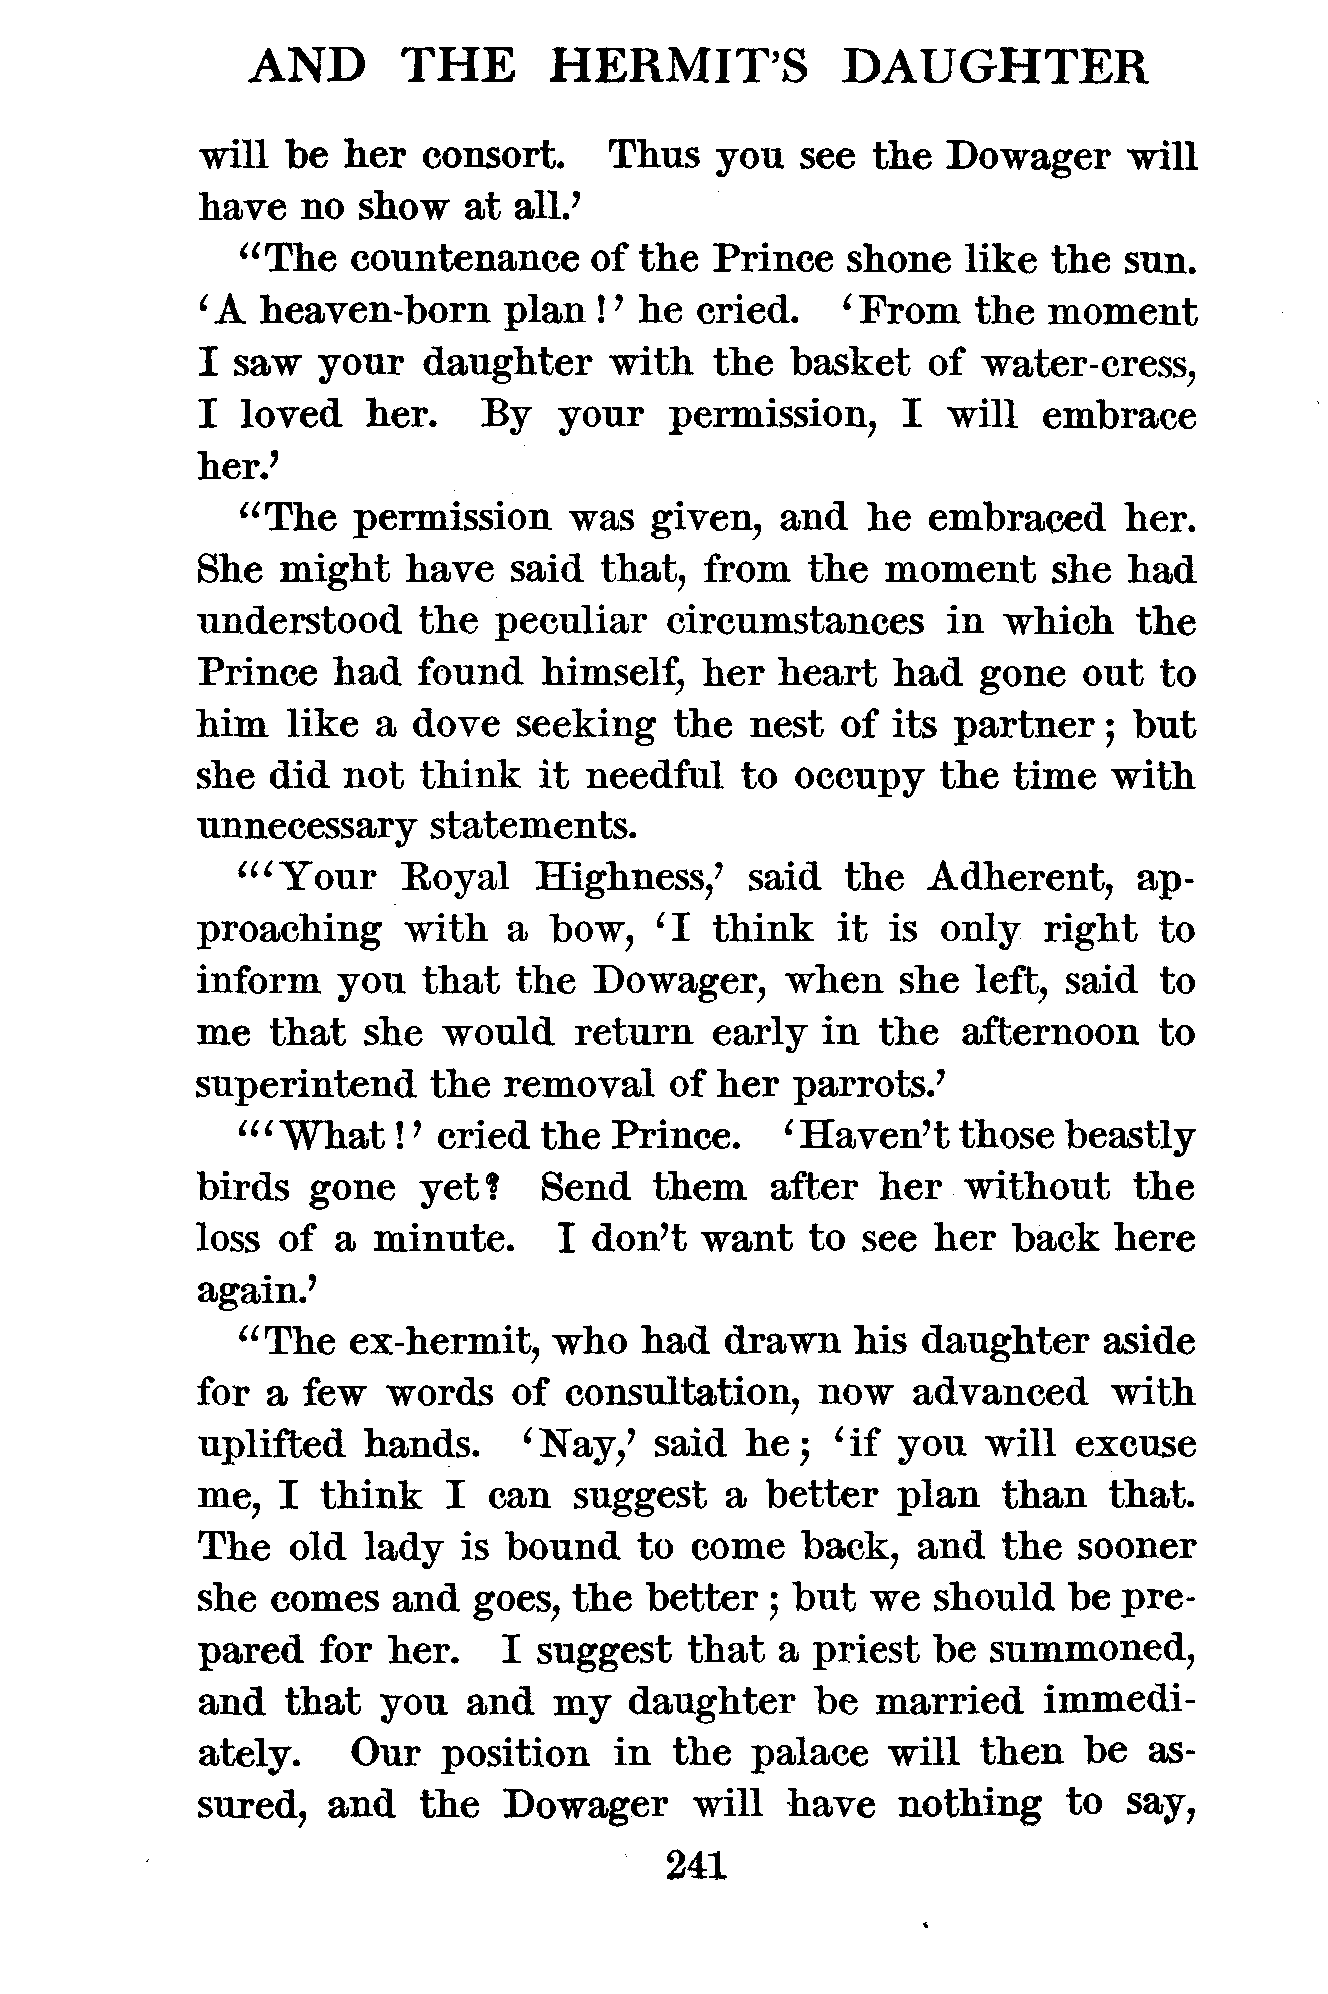 AND THE HERMIT'S DAUGHTER
will be her consort. Thus you see the Dowager will
have no show at all.'
"The countenance of the Prince shone like the sun.
'A heaven-born plan!' he cried. 'From the moment
I saw your daughter with the basket of water-cress,
I loved her. By your permission, I will embrace
her.'
"The permission was given, and he embraced her.
She might have said that, from the moment she had
understood the peculiar circumstances in which the
Prince had found himself, her heart had gone out to
him like a dove seeking the nest of its partner; but
she did not think it needful to occupy the time with
unnecessary statements.
"'Your Royal Highness,' said the Adherent, ap-
proaching with a bow, 'I think it is only right to
inform you that the Dowager, when she left, said to
me that she would return early in the afternoon to
superintend the removal of her parrots.'
"'What!' cried the Prince. 'Haven't those beastly
birds gone yet? Send them after her without the
loss of a minute. I don't want to see her back here
again.'
"The ex-hermit, who had drawn his daughter aside
for a few words of consultation, now advanced with
uplifted hands. 'Nay,' said he; 'if you will excuse
me, I think I can suggest a better plan than that.
The old lady is bound to come back, and the sooner
she comes and goes, the better; but we should be pre-
pared for her. I suggest that a priest be summoned,
and that you and my daughter be married immedi-
ately. Our position in the palace will then be as-
sured, and the Dowager will have nothing to say,
241